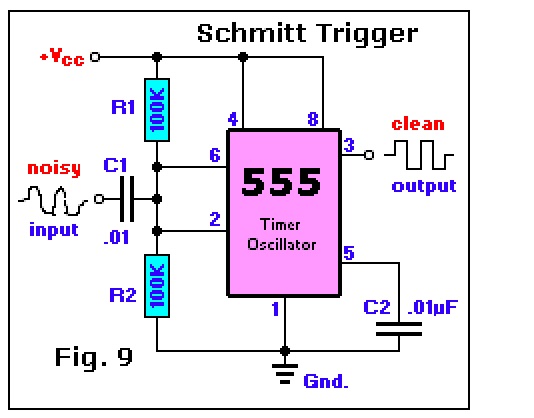 Schmitt Trigger
+Vcc
R1
100K
4
8
3
clean
output
noisy
input
C1
.01
6
2
555
Timer
Oscillator
5
R2
100K
1
C2 .01µF
Fig. 9
Gnd.